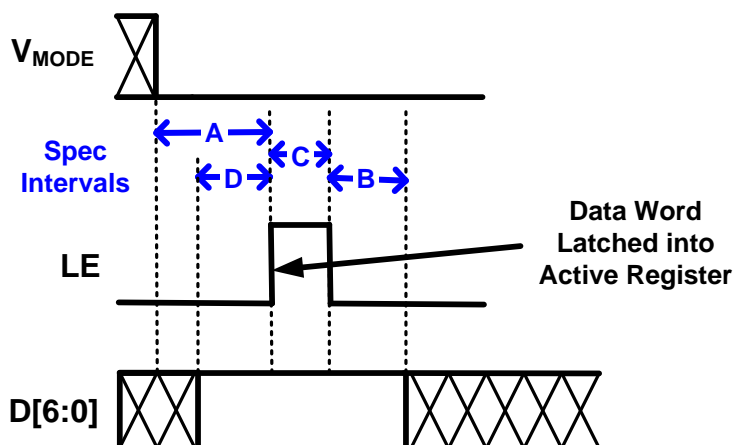 VMODE
A
Spec
Intervals
C
D
B
LE
Data Word
Latched into
Active Register
D[6:0]